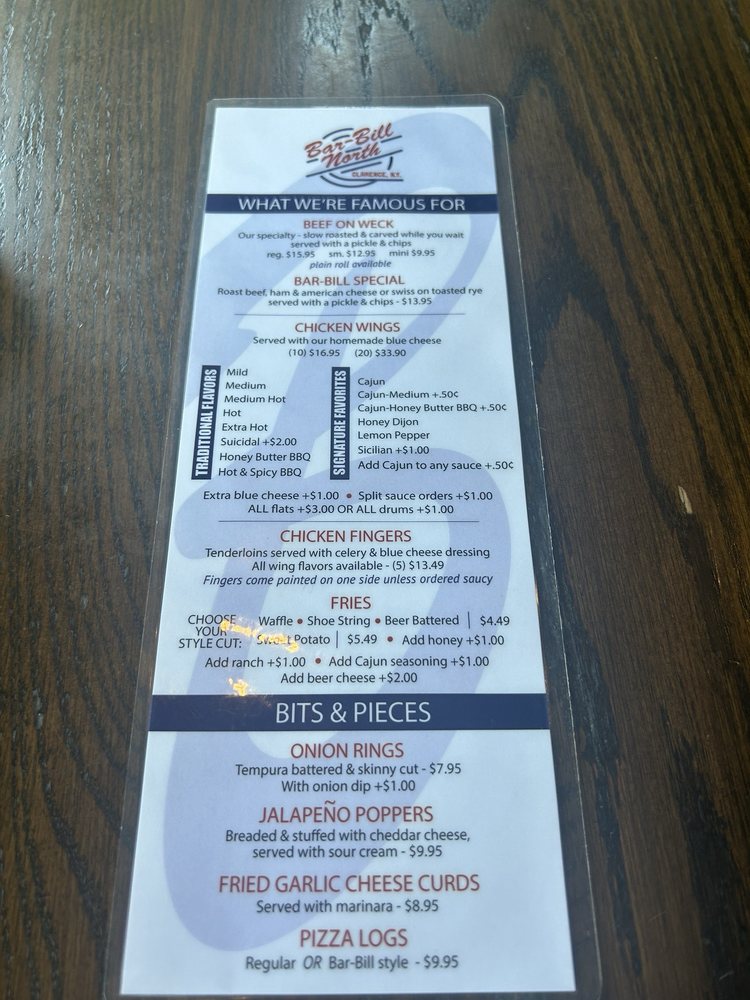 Bar-Bill
North
CLARENCE, N.Y.
WHAT WE'RE FAMOUS FOR
BEEF ON WECK
Our specialty - slow roasted & carved while you wait
served with a pickle & chips
reg. $15.95 sm. $12.95 mini $9.95
plain roll available
BAR-BILL SPECIAL
Roast beef, ham & american cheese or swiss on toasted rye
served with a pickle & chips - $13.95
CHICKEN WINGS
Served with our homemade blue cheese
(10) $16.95 (20) $33.90
TRADITIONAL FLAVORS
Mild
Medium
Medium Hot
Hot
Extra Hot
Suicidal +$2.00
Honey Butter BBQ
Hot & Spicy BBQ
SIGNATURE FAVORITES
Cajun
Cajun-Medium +.50¢
Cajun-Honey Butter BBQ +.50¢
Honey Dijon
Lemon Pepper
Sicilian +$1.00
Add Cajun to any sauce +.50¢
Extra blue cheese +$1.00 • Split sauce orders +$1.00
ALL flats +$3.00 OR ALL drums +$1.00
CHICKEN FINGERS
Tenderloins served with celery & blue cheese dressing
All wing flavors available - (5) $13.49
Fingers come painted on one side unless ordered saucy
FRIES
CHOOSE
YOUR
STYLE CUT:
Waffle • Shoe String • Beer Battered | $4.49
Sweet Potato | $5.49 • Add honey +$1.00
Add ranch +$1.00 • Add Cajun seasoning +$1.00
Add beer cheese +$2.00
BITS & PIECES
ONION RINGS
Tempura battered & skinny cut - $7.95
With onion dip +$1.00
JALAPEÑO POPPERS
Breaded & stuffed with cheddar cheese,
served with sour cream - $9.95
FRIED GARLIC CHEESE CURDS
Served with marinara - $8.95
PIZZA LOGS
Regular OR Bar-Bill style - $9.95